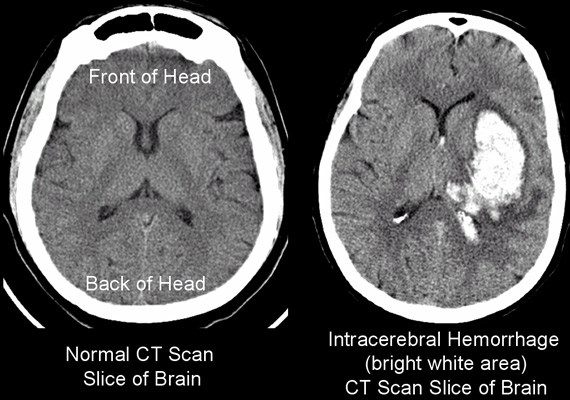 Front of Head
Back of Head
Normal CT Scan
Slice of Brain
Intracerebral Hemorrhage
(bright white area)
CT Scan Slice of Brain